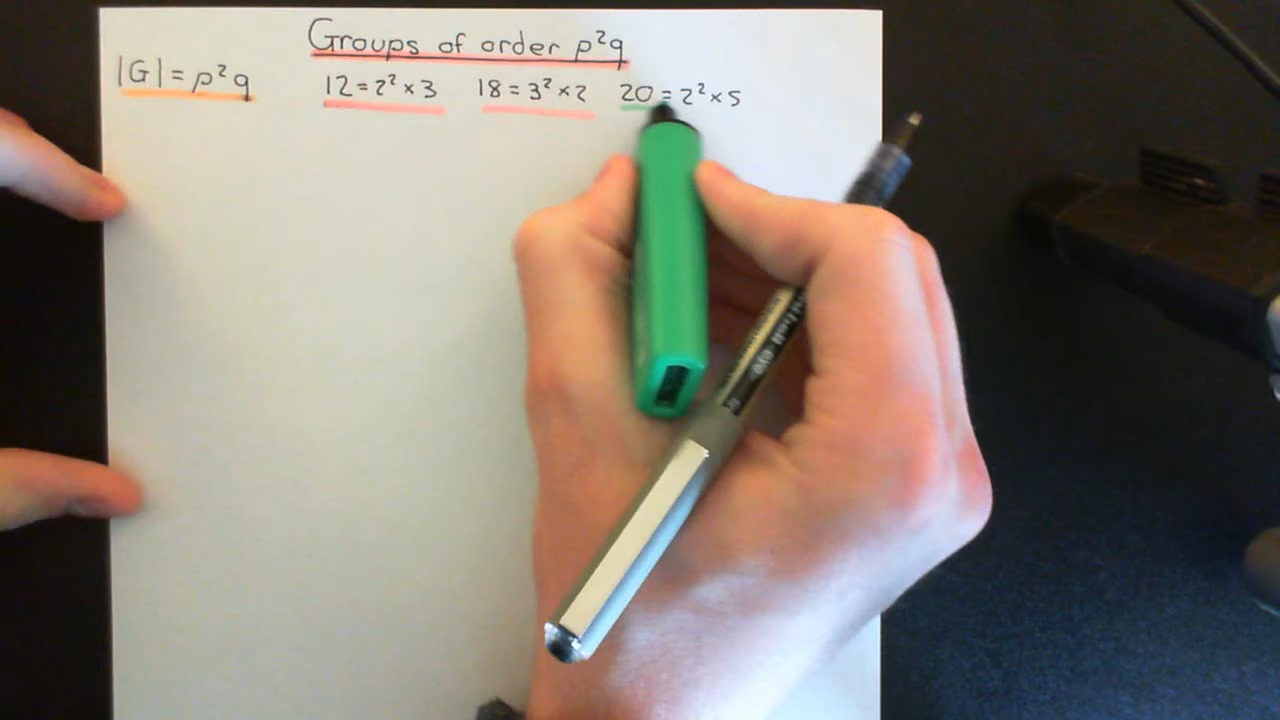 Groups of order p²q
|G| = p²q 12 = 2² × 3 18 = 3² × 2 20 = 2² × 5